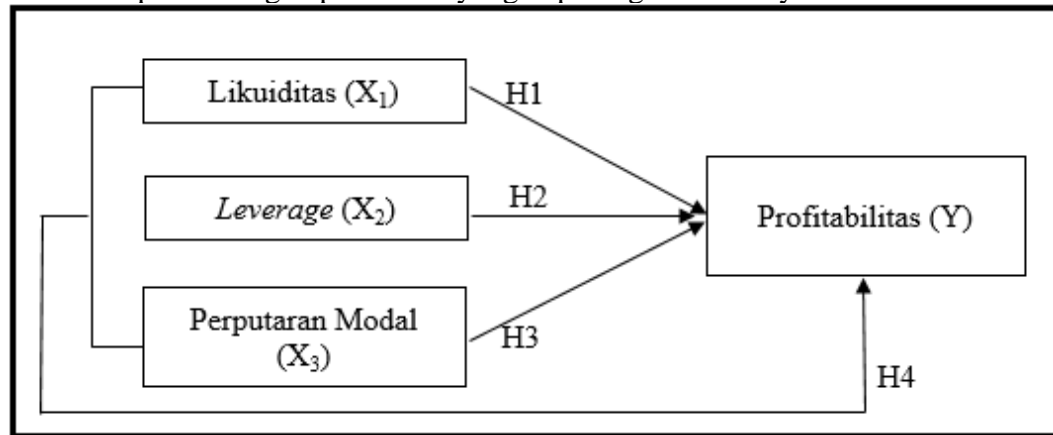 Likuiditas (X₁)
H1
Leverage (X₂)
H2
Profitabilitas (Y)
Perputaran Modal
(X₃)
H3
H4